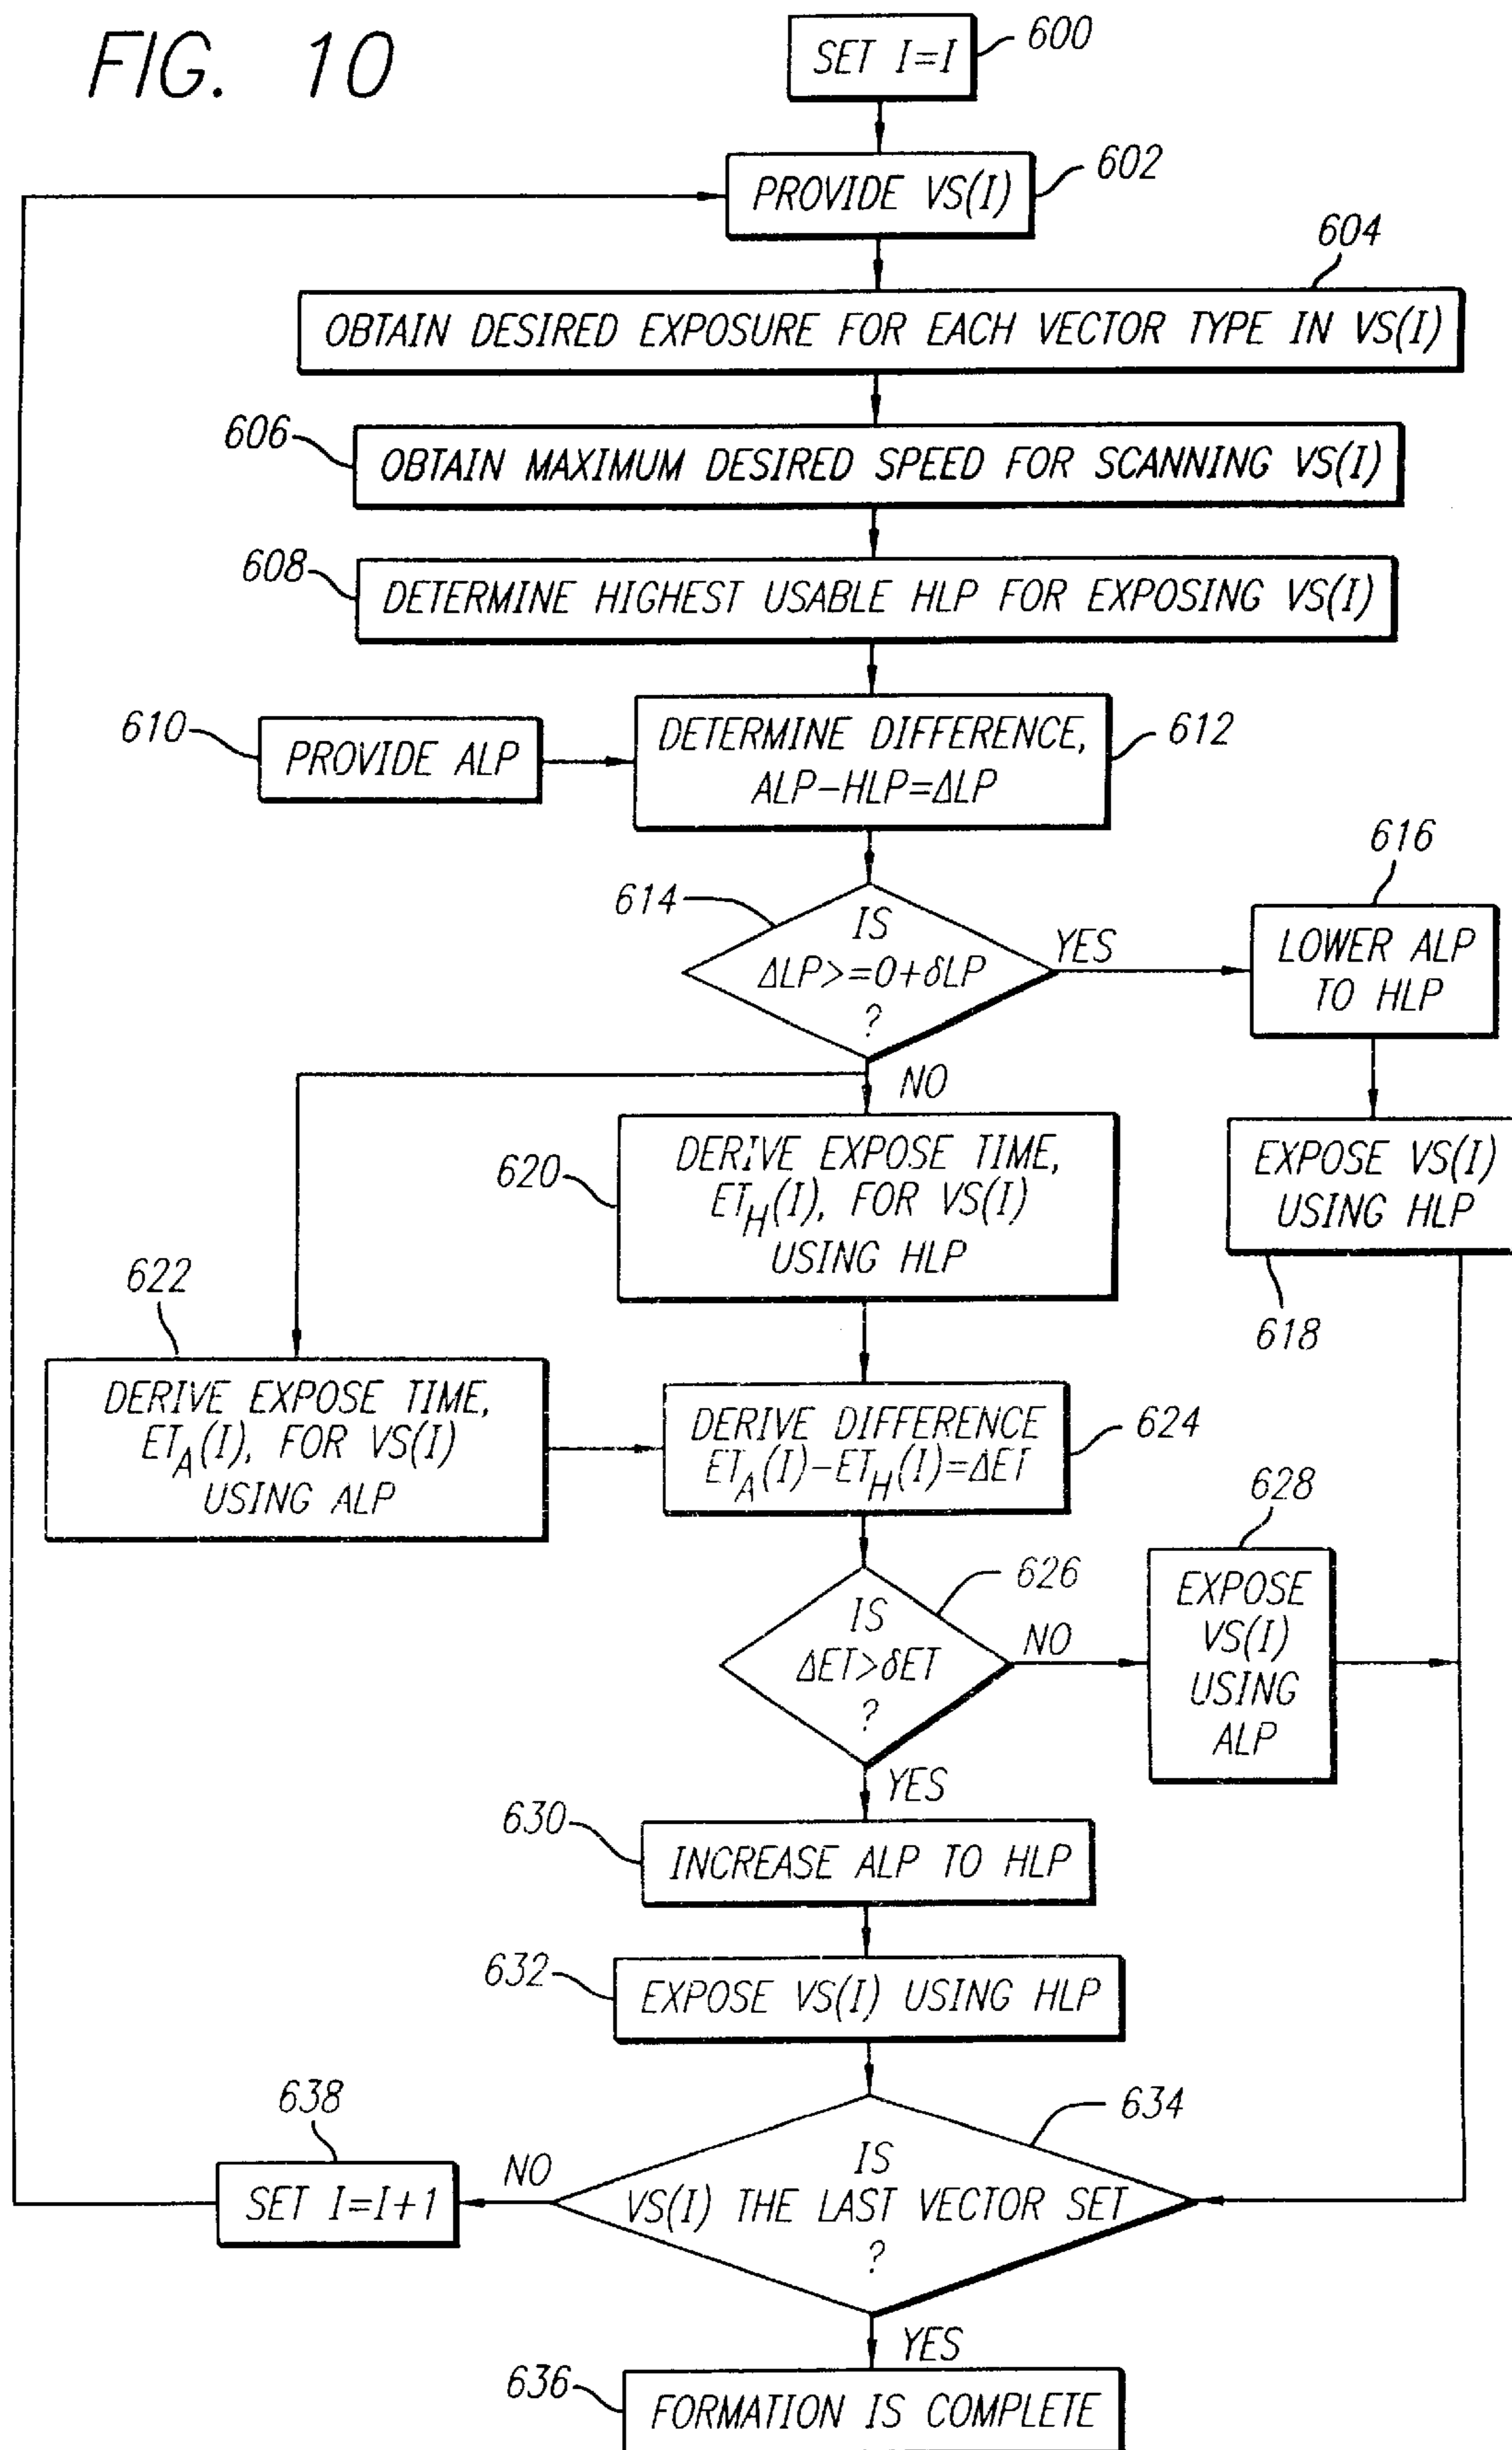 FIG. 10
SET I=I
600
PROVIDE VS(I)
602
604
OBTAIN DESIRED EXPOSURE FOR EACH VECTOR TYPE IN VS(I)
606
OBTAIN MAXIMUM DESIRED SPEED FOR SCANNING VS(I)
608
DETERMINE HIGHEST USABLE HLP FOR EXPOSING VS(I)
610
PROVIDE ALP
DETERMINE DIFFERENCE,
ALP-HLP=ΔLP
612
614
IS
ΔLP>=0+δLP
?
YES
616
LOWER ALP
TO HLP
NO
620
DERIVE EXPOSE TIME,
ET_H(I), FOR VS(I)
USING HLP
EXPOSE VS(I)
USING HLP
618
622
DERIVE EXPOSE TIME,
ET_A(I), FOR VS(I)
USING ALP
DERIVE DIFFERENCE
ET_A(I)-ET_H(I)=ΔET
624
626
IS
ΔET>δET
?
NO
628
EXPOSE
VS(I)
USING
ALP
YES
630
INCREASE ALP TO HLP
632
EXPOSE VS(I) USING HLP
634
IS
VS(I) THE LAST VECTOR SET
?
NO
638
SET I=I+1
YES
636
FORMATION IS COMPLETE